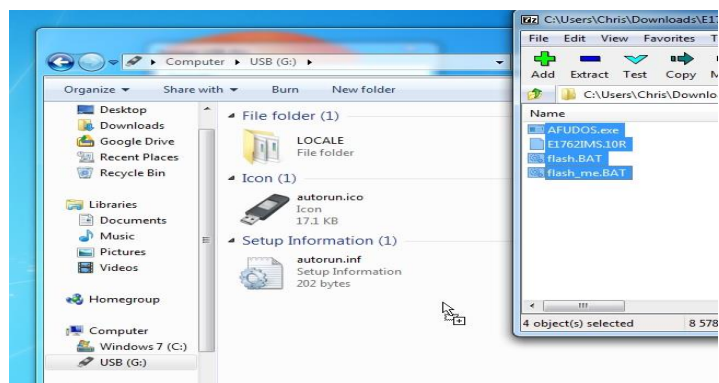 C:\Users\Chris\Downloads\E17
File Edit View Favorites T
Add Extract Test Copy M
C:\Users\Chris\Downlo
Name
AFUDOS.exe
E1762IMS.10R
flash.BAT
flash_me.BAT
4 object(s) selected 8 578
Computer USB (G:)
Organize Share with Burn New folder
Desktop
Downloads
Google Drive
Recent Places
Recycle Bin
Libraries
Documents
Music
Pictures
Videos
Homegroup
Computer
Windows 7 (C:)
USB (G:)
File folder (1)
LOCALE
File folder
Icon (1)
autorun.ico
Icon
17.1 KB
Setup Information (1)
autorun.inf
Setup Information
202 bytes